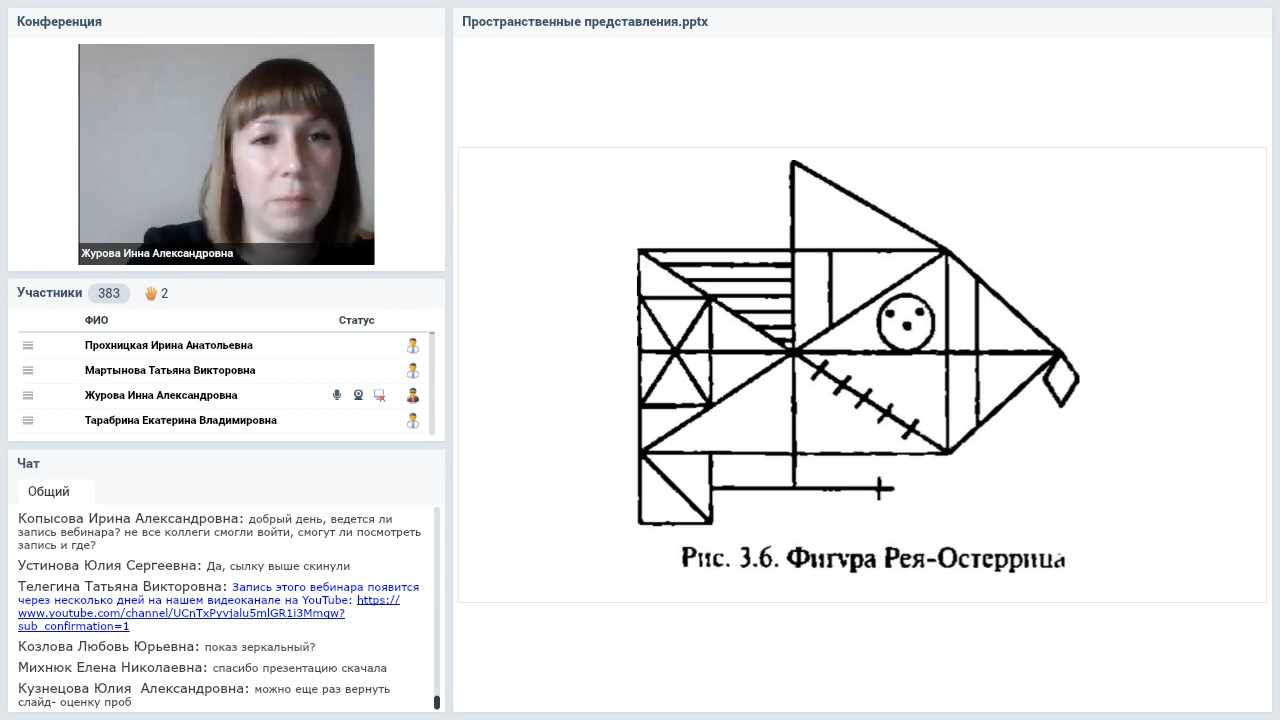 Конференция
Журова Инна Александровна
Участники 383 2
ФИО Статус
Прохницкая Ирина Анатольевна
Мартынова Татьяна Викторовна
Журова Инна Александровна
Тарабрина Екатерина Владимировна
Чат
Общий
Копысова Ирина Александровна: добрый день, ведется ли
запись вебинара? не все коллеги смогли войти, смогут ли посмотреть
запись и где?
Устинова Юлия Сергеевна: Да, сылку выше скинули
Телегина Татьяна Викторовна: Запись этого вебинара появится
через несколько дней на нашем видеоканале на YouTube: https://
www.youtube.com/channel/UCnTxPyvjalu5mlGR1i3Mmqw?
sub_confirmation=1
Козлова Любовь Юрьевна: показ зеркальный?
Михнюк Елена Николаевна: спасибо презентацию скачала
Кузнецова Юлия Александровна: можно еще раз вернуть
слайд- оценку проб
Пространственные представления.pptx
Рис. 3.6. Фигура Рея-Остеррица